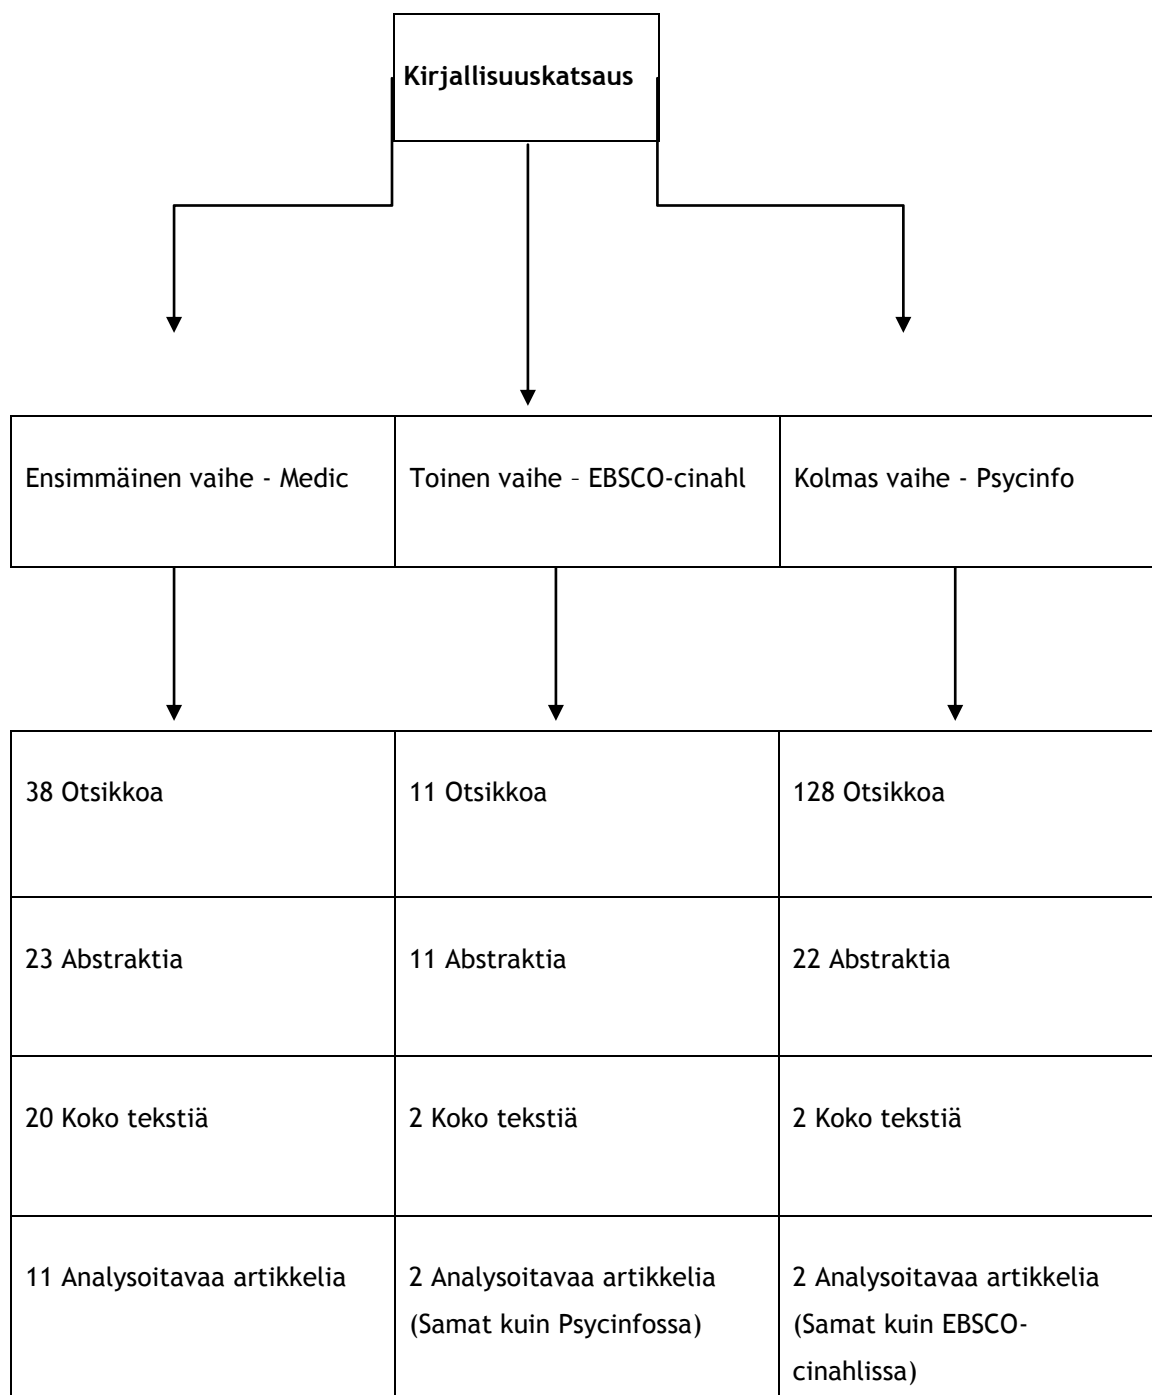 Kirjallisuuskatsaus
Ensimmäinen vaihe - Medic
Toinen vaihe – EBSCO-cinahl
Kolmas vaihe - Psycinfo
38 Otsikkoa
11 Otsikkoa
128 Otsikkoa
23 Abstraktia
11 Abstraktia
22 Abstraktia
20 Koko tekstiä
2 Koko tekstiä
2 Koko tekstiä
11 Analysoitavaa artikkelia
2 Analysoitavaa artikkelia
(Samat kuin Psycinfossa)
2 Analysoitavaa artikkelia
(Samat kuin EBSCO-
cinahlissa)